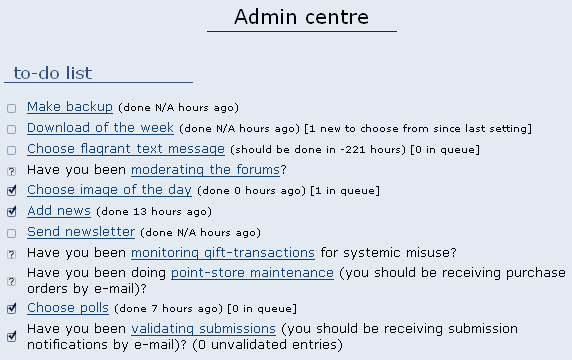 Admin centre
to-do list
Make backup (done N/A hours ago)
Download of the week (done N/A hours ago) [1 new to choose from since last setting]
Choose flagrant text message (should be done in -221 hours) [0 in queue]
? Have you been moderating the forums?
Choose image of the day (done 0 hours ago) [1 in queue]
Add news (done 13 hours ago)
Send newsletter (done N/A hours ago)
? Have you been monitoring gift-transactions for systemic misuse?
? Have you been doing point-store maintenance (you should be receiving purchase
orders by e-mail)?
Choose polls (done 7 hours ago) [0 in queue]
Have you been validating submissions (you should be receiving submission
notifications by e-mail)? (0 unvalidated entries)